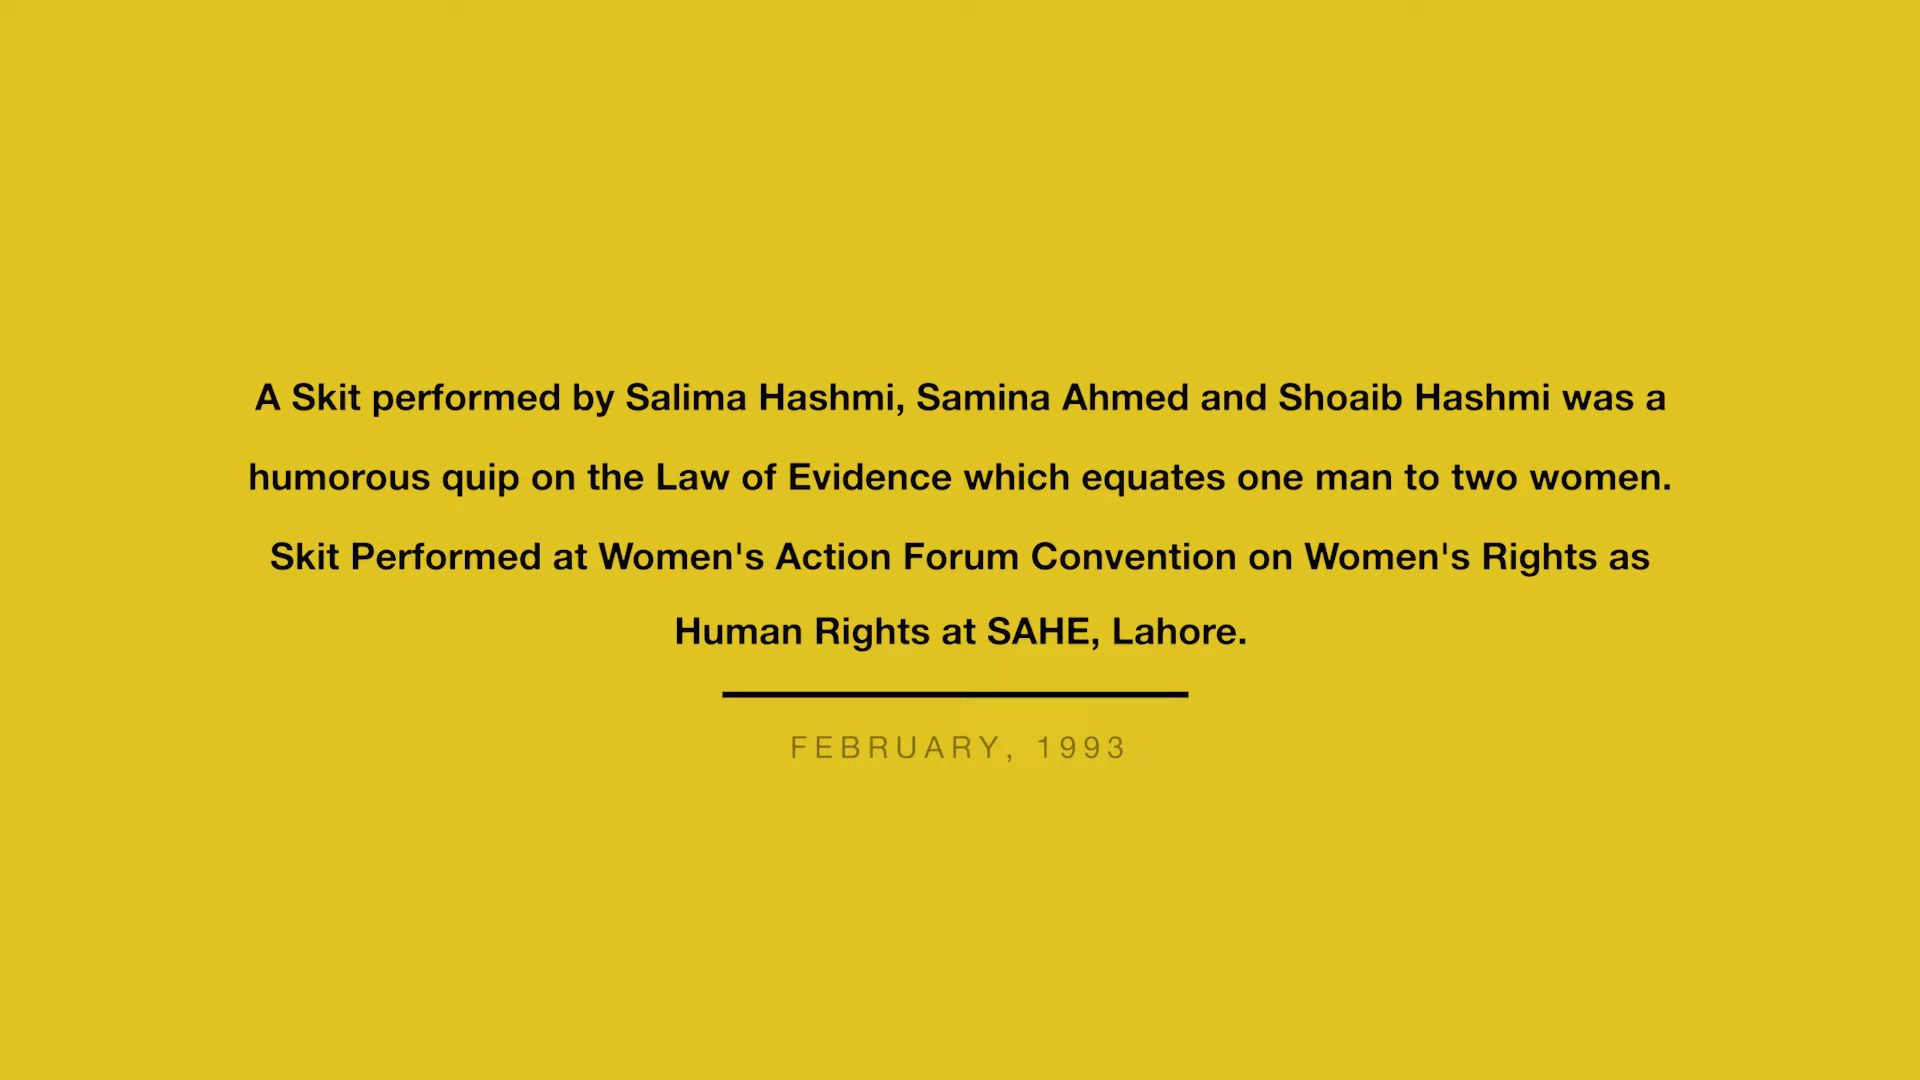 A Skit performed by Salima Hashmi, Samina Ahmed and Shoaib Hashmi was a
humorous quip on the Law of Evidence which equates one man to two women.
Skit Performed at Women's Action Forum Convention on Women's Rights as
Human Rights at SAHE, Lahore.
FEBRUARY, 1993